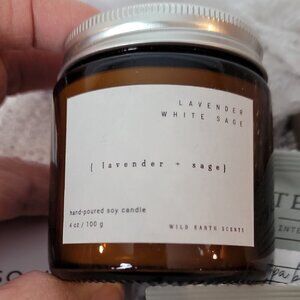 LAVENDER
WHITE SAGE
{ lavender + sage}
hand-poured soy candle
4 oz / 100 g
WILD EARTH SCENTS